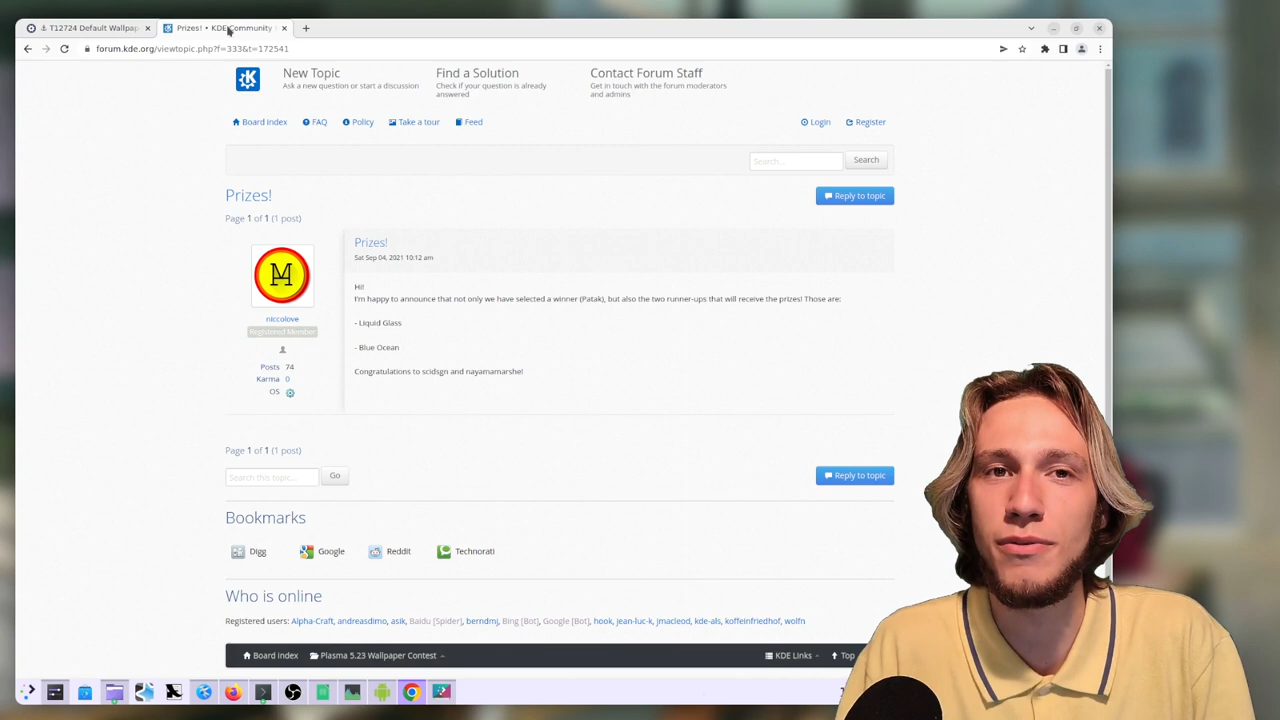 ⚓ T12724 Default Wallpap
Prizes! • KDE Community
forum.kde.org/viewtopic.php?f=333&t=172541
New Topic
Ask a new question or start a discussion
Find a Solution
Check if your question is already
answered
Contact Forum Staff
Get in touch with the forum moderators
and admins
Board Index FAQ Policy Take a tour Feed
Login Register
Search... Search
Prizes!
Reply to topic
Page 1 of 1 (1 post)
M
niccolove
Registered Member
Posts 74
Karma 0
OS
Prizes!
Sat Sep 04, 2021 10:12 am
Hi!
I'm happy to announce that not only we have selected a winner (Patak), but also the two runner-ups that will receive the prizes! Those are:
- Liquid Glass
- Blue Ocean
Congratulations to scidsgn and nayamamarshe!
Page 1 of 1 (1 post)
Search this topic... Go
Reply to topic
Bookmarks
Digg Google Reddit Technorati
Who is online
Registered users: Alpha-Craft, andreasdimo, asik, Baidu [Spider], berndmj, Bing [Bot], Google [Bot], hook, jean-luc-k, jmacleod, kde-als, koffeinfriedhof, wolfn
Board Index Plasma 5.23 Wallpaper Contest
KDE Links Top